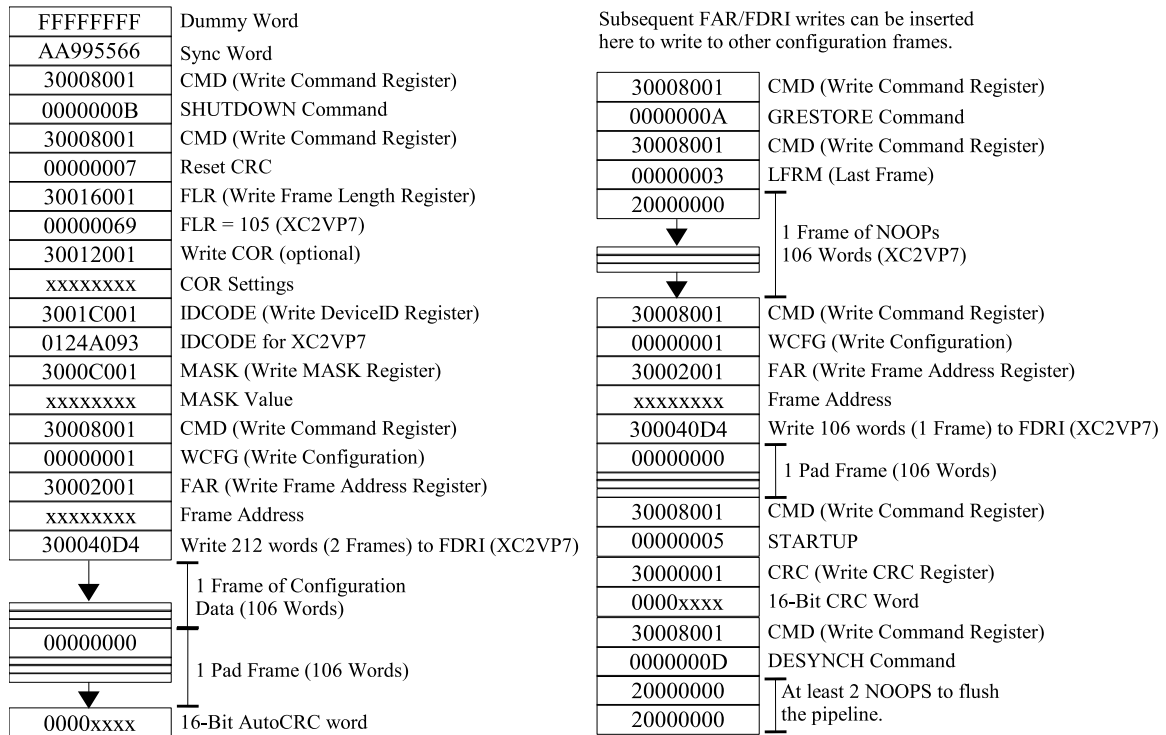 FFFFFFFF Dummy Word
AA995566 Sync Word
30008001 CMD (Write Command Register)
0000000B SHUTDOWN Command
30008001 CMD (Write Command Register)
00000007 Reset CRC
30016001 FLR (Write Frame Length Register)
00000069 FLR = 105 (XC2VP7)
30012001 Write COR (optional)
xxxxxxxx COR Settings
3001C001 IDCODE (Write DeviceID Register)
0124A093 IDCODE for XC2VP7
3000C001 MASK (Write MASK Register)
xxxxxxxx MASK Value
30008001 CMD (Write Command Register)
00000001 WCFG (Write Configuration)
30002001 FAR (Write Frame Address Register)
xxxxxxxx Frame Address
300040D4 Write 212 words (2 Frames) to FDRI (XC2VP7)
1 Frame of Configuration
Data (106 Words)
00000000
1 Pad Frame (106 Words)
0000xxxx 16-Bit AutoCRC word
Subsequent FAR/FDRI writes can be inserted
here to write to other configuration frames.
30008001 CMD (Write Command Register)
0000000A GRESTORE Command
30008001 CMD (Write Command Register)
00000003 LFRM (Last Frame)
20000000
1 Frame of NOOPs
106 Words (XC2VP7)
30008001 CMD (Write Command Register)
00000001 WCFG (Write Configuration)
30002001 FAR (Write Frame Address Register)
xxxxxxxx Frame Address
300040D4 Write 106 words (1 Frame) to FDRI (XC2VP7)
00000000
1 Pad Frame (106 Words)
30008001 CMD (Write Command Register)
00000005 STARTUP
30000001 CRC (Write CRC Register)
0000xxxx 16-Bit CRC Word
30008001 CMD (Write Command Register)
0000000D DESYNCH Command
20000000 At least 2 NOOPS to flush
20000000 the pipeline.